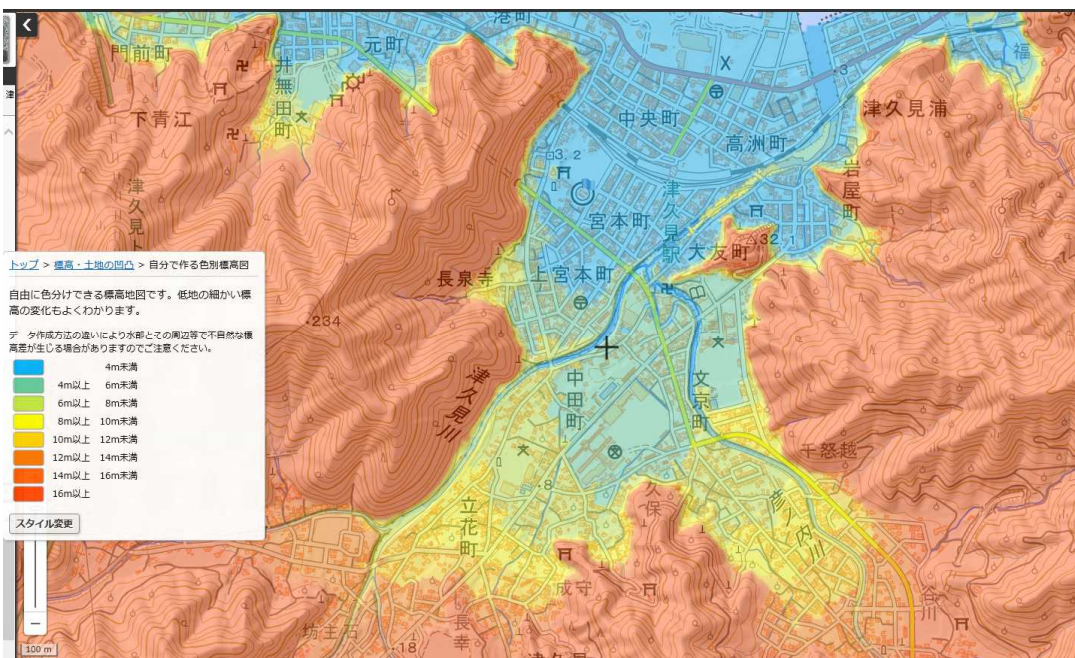 港町
門前町
元町
井無田町
下青江
津久見浦
福
中央町
高洲町
3
3.2
岩屋町
津
宮本町
津久見駅
大友町
32.1
長泉寺
上宮本町
トップ > 標高・土地の凹凸 > 自分で作る色別標高図
自由に色分けできる標高地図です。低地の細かい標
高の変化もよくわかります。
データ作成方法の違いにより水部とその周辺等で不自然な標
高差が生じる場合がありますのでご注意ください。
4m未満
4m以上 6m未満
6m以上 8m未満
8m以上 10m未満
10m以上 12m未満
12m以上 14m未満
14m以上 16m未満
16m以上
スタイル変更
234
津久見川
中田町
文京町
千怒越
8
久保
彦ノ内川
立花町
成守
長幸
坊主石
18
100 m